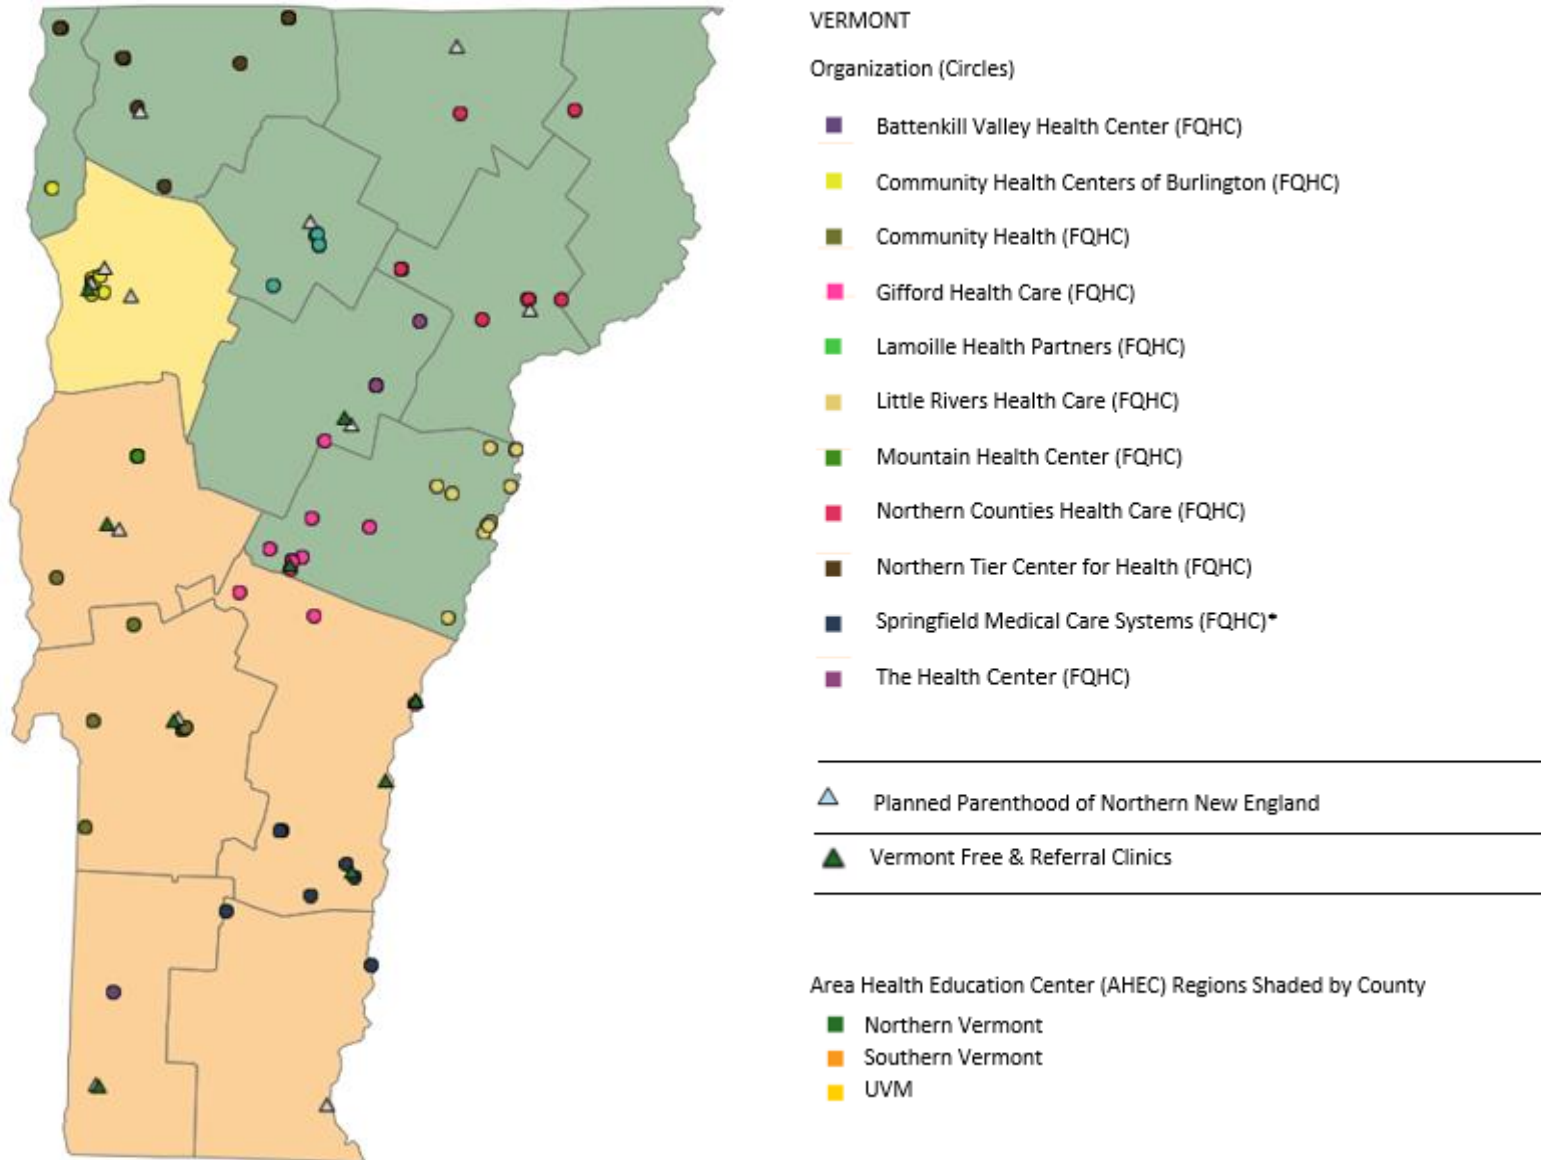 VERMONT
Organization (Circles)
Battenkill Valley Health Center (FQHC)
Community Health Centers of Burlington (FQHC)
Community Health (FQHC)
Gifford Health Care (FQHC)
Lamoille Health Partners (FQHC)
Little Rivers Health Care (FQHC)
Mountain Health Center (FQHC)
Northern Counties Health Care (FQHC)
Northern Tier Center for Health (FQHC)
Springfield Medical Care Systems (FQHC)*
The Health Center (FQHC)
Planned Parenthood of Northern New England
Vermont Free & Referral Clinics
Area Health Education Center (AHEC) Regions Shaded by County
Northern Vermont
Southern Vermont
UVM